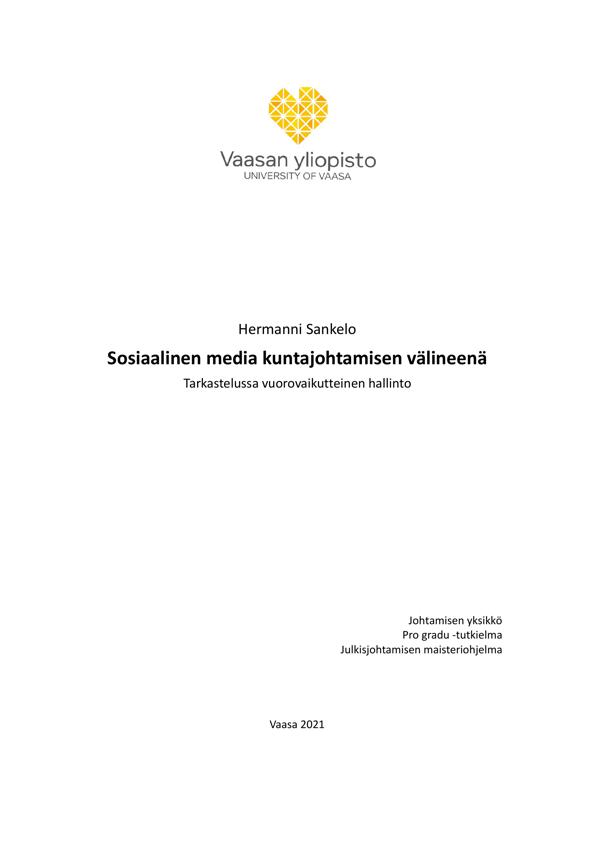 Vaasan yliopisto
UNIVERSITY OF VAASA
Hermanni Sankelo
Sosiaalinen media kuntajohtamisen välineenä
Tarkastelussa vuorovaikutteinen hallinto
Johtamisen yksikkö
Pro gradu -tutkielma
Julkisjohtamisen maisteriohjelma
Vaasa 2021